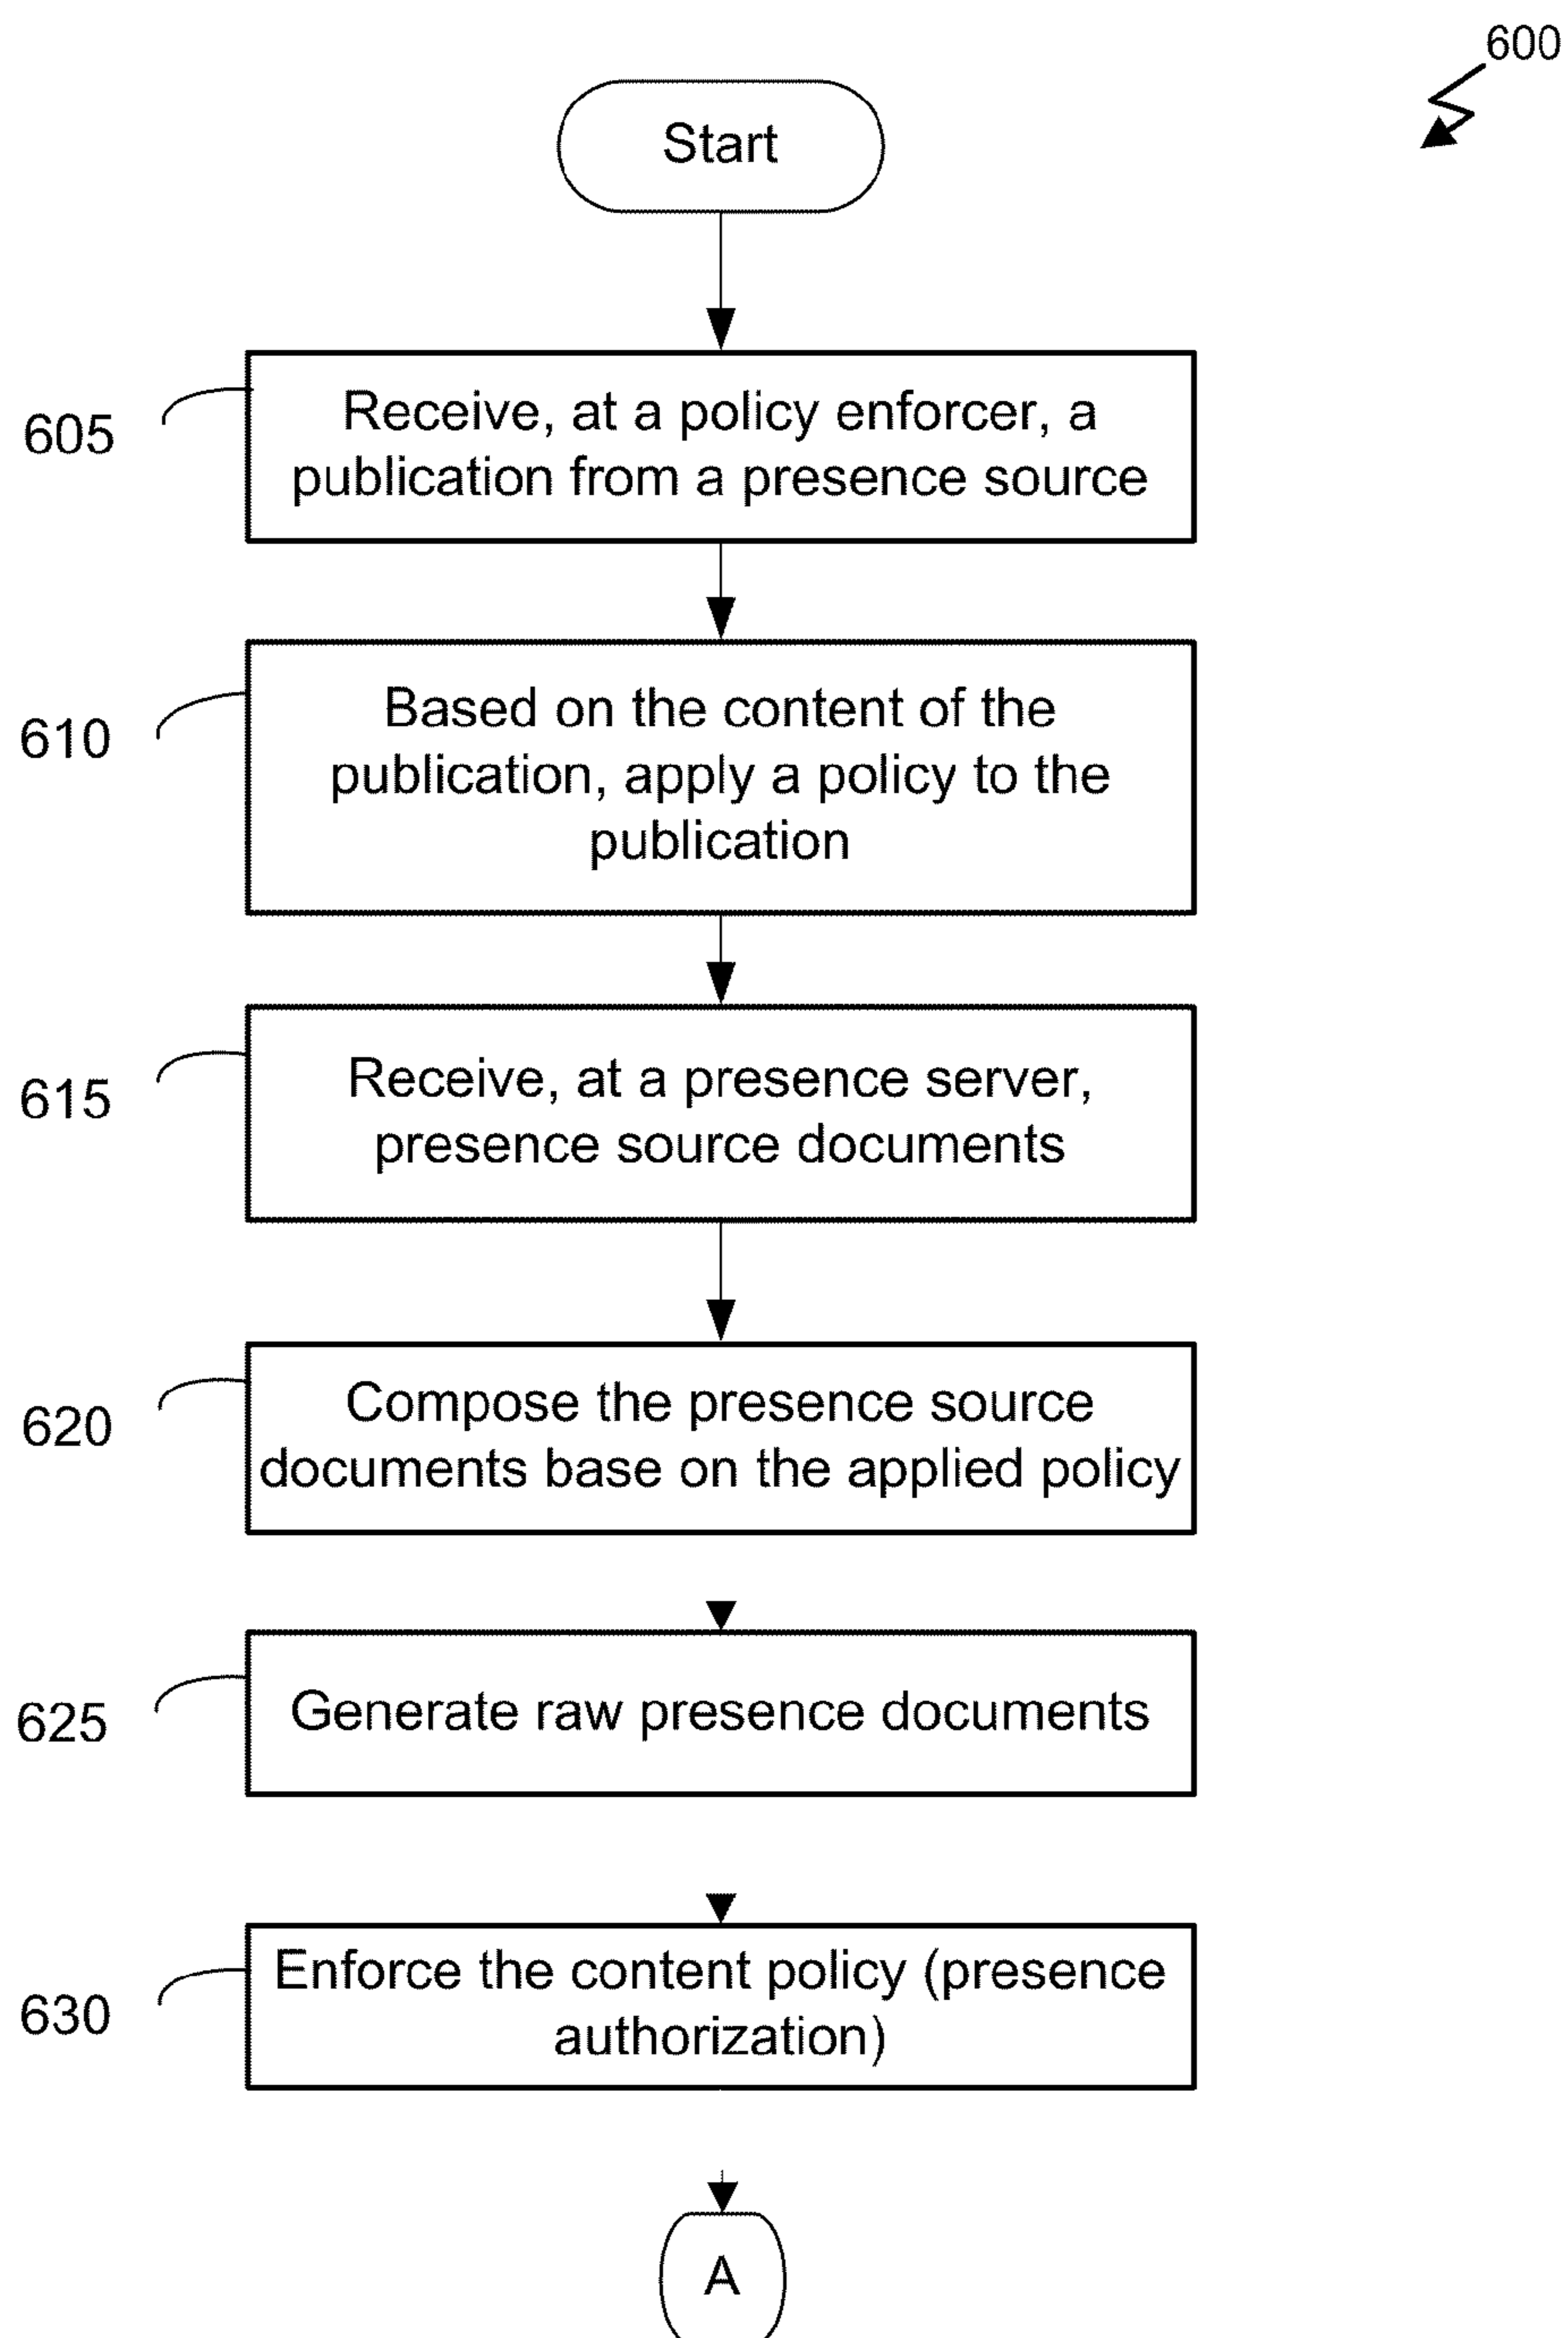 600
Start
605
Receive, at a policy enforcer, a
publication from a presence source
610
Based on the content of the
publication, apply a policy to the
publication
615
Receive, at a presence server,
presence source documents
620
Compose the presence source
documents base on the applied policy
625
Generate raw presence documents
630
Enforce the content policy (presence
authorization)
A